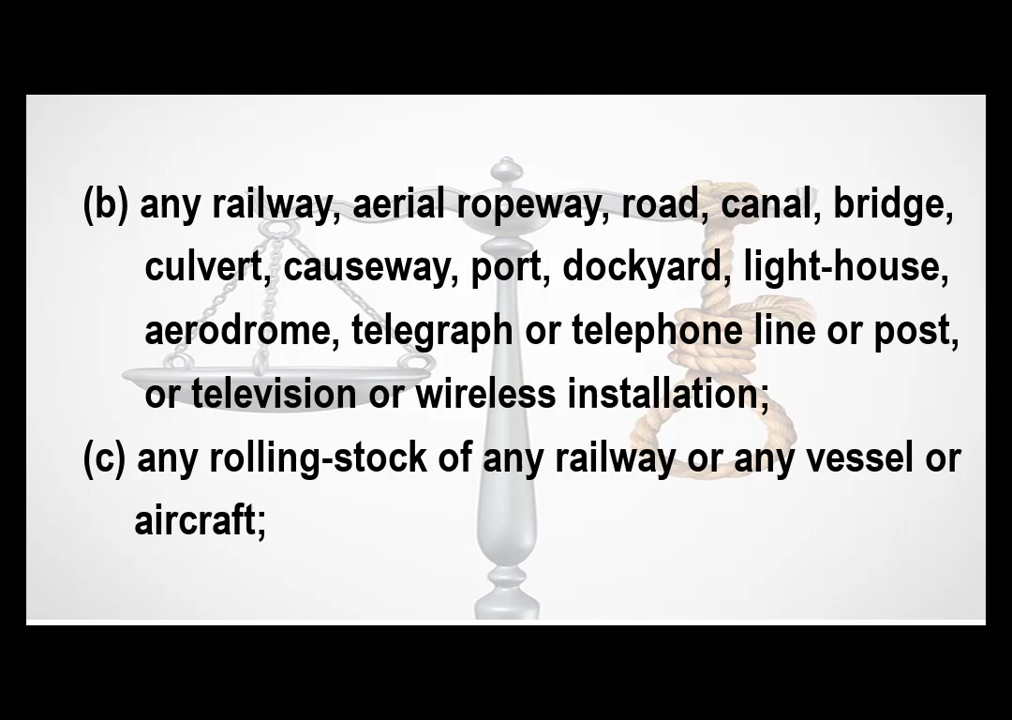 (b) any railway, aerial ropeway, road, canal, bridge,
culvert, causeway, port, dockyard, light-house,
aerodrome, telegraph or telephone line or post,
or television or wireless installation;
(c) any rolling-stock of any railway or any vessel or
aircraft;